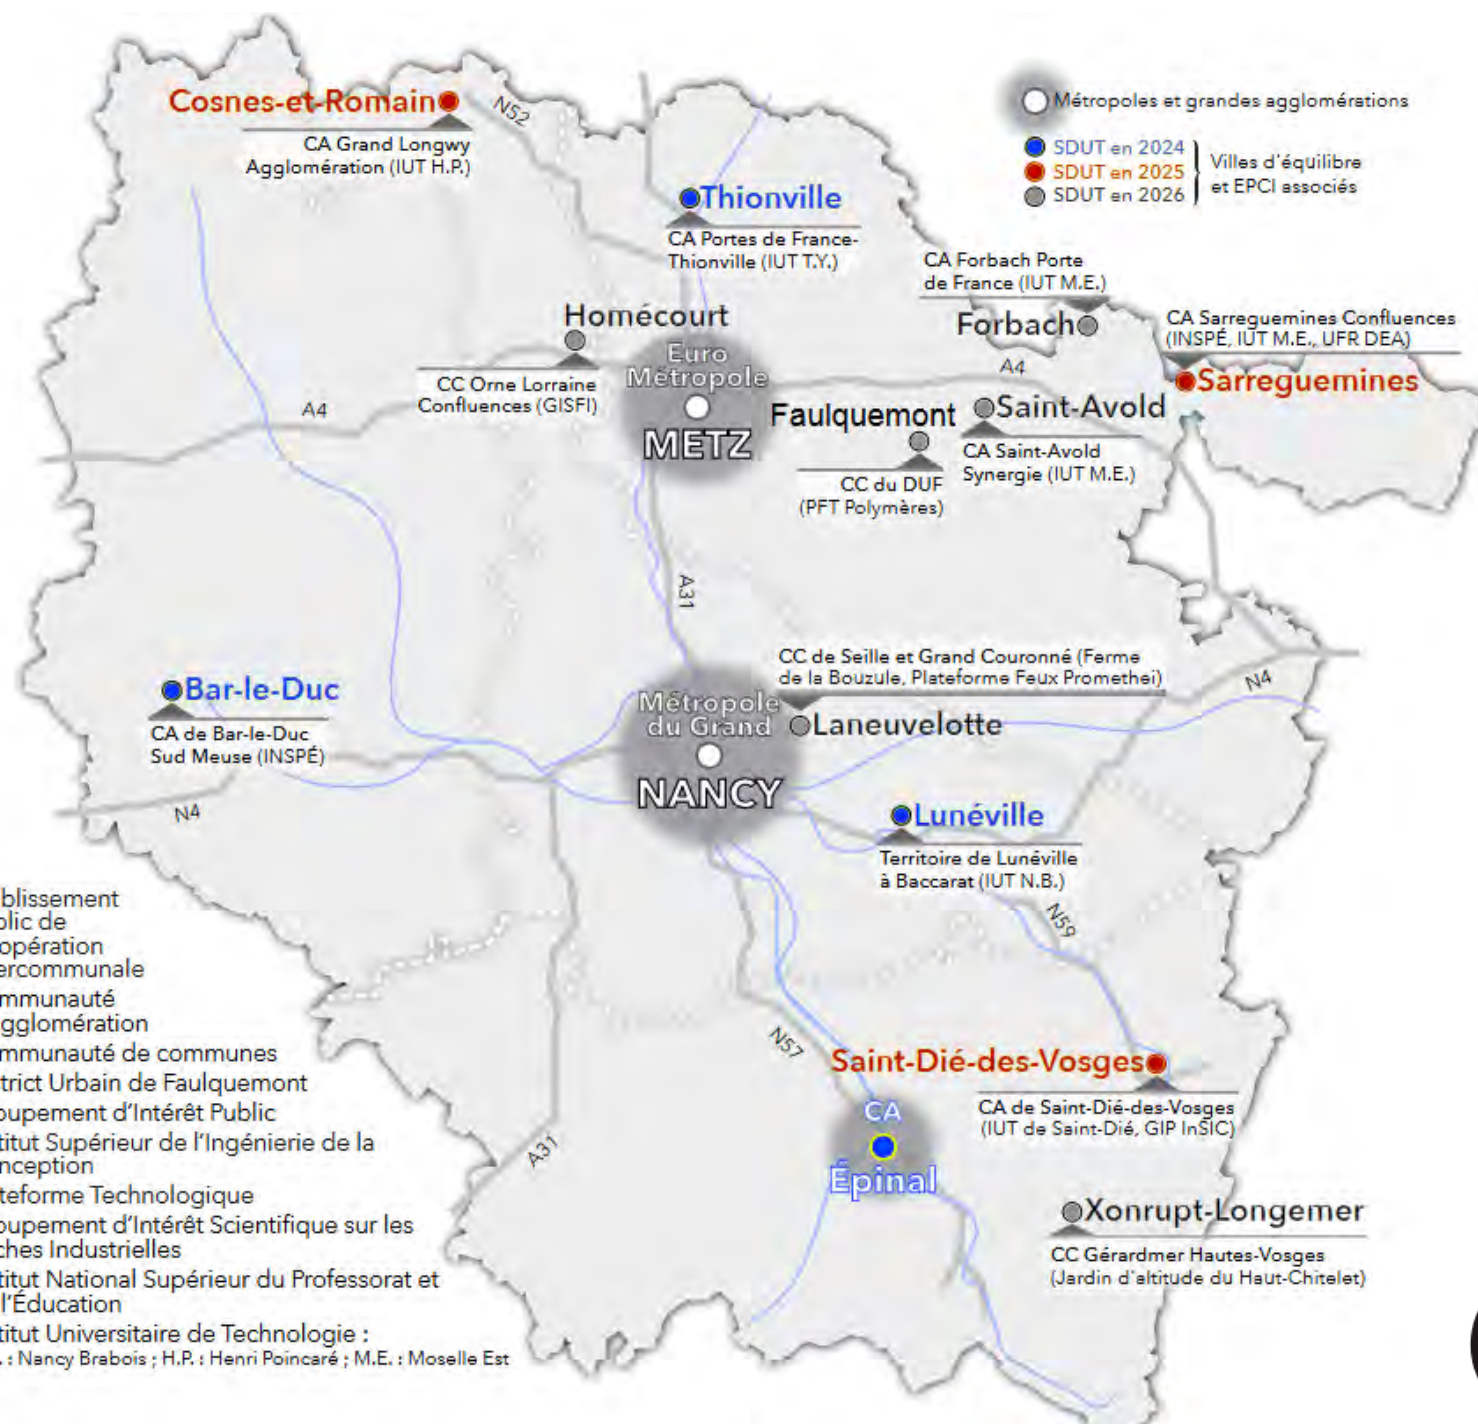 Métropoles et grandes agglomérations
SDUT en 2024
SDUT en 2025
SDUT en 2026
Villes d'équilibre
et EPCI associés
Cosnes-et-Romain
CA Grand Longwy
Agglomération (IUT H.P.)
N52
Thionville
CA Portes de France-
Thionville (IUT T.Y.)
CA Forbach Porte
de France (IUT M.E.)
Forbach
CA Sarreguemines Confluences
(INSPÉ, IUT M.E., UFR DEA)
Sarreguemines
Homécourt
CC Orne Lorraine
Confluences (GISFI)
Euro
Métropole
METZ
A4
A4
Faulquemont
CC du DUF
(PFT Polymères)
Saint-Avold
CA Saint-Avold
Synergie (IUT M.E.)
A31
CC de Seille et Grand Couronné (Ferme
de la Bouzule, Plateforme Feux Promethei)
Laneuvelotte
N4
Bar-le-Duc
CA de Bar-le-Duc
Sud Meuse (INSPÉ)
N4
Métropole
du Grand
NANCY
Lunéville
Territoire de Lunéville
à Baccarat (IUT N.B.)
N59
N57
Saint-Dié-des-Vosges
CA de Saint-Dié-des-Vosges
(IUT de Saint-Dié, GIP InSIC)
CA
Épinal
A31
Xonrupt-Longemer
CC Gérardmer Hautes-Vosges
(Jardin d'altitude du Haut-Chitelet)
blissement
lic de
opération
ercommunale
mmunauté
gglomération
mmunauté de communes
trict Urbain de Faulquemont
oupement d'Intérêt Public
titut Supérieur de l'Ingénierie de la
nception
teforme Technologique
oupement d'Intérêt Scientifique sur les
ches Industrielles
titut National Supérieur du Professorat et
l'Éducation
titut Universitaire de Technologie :
. : Nancy Brabois ; H.P. : Henri Poincaré ; M.E. : Moselle Est